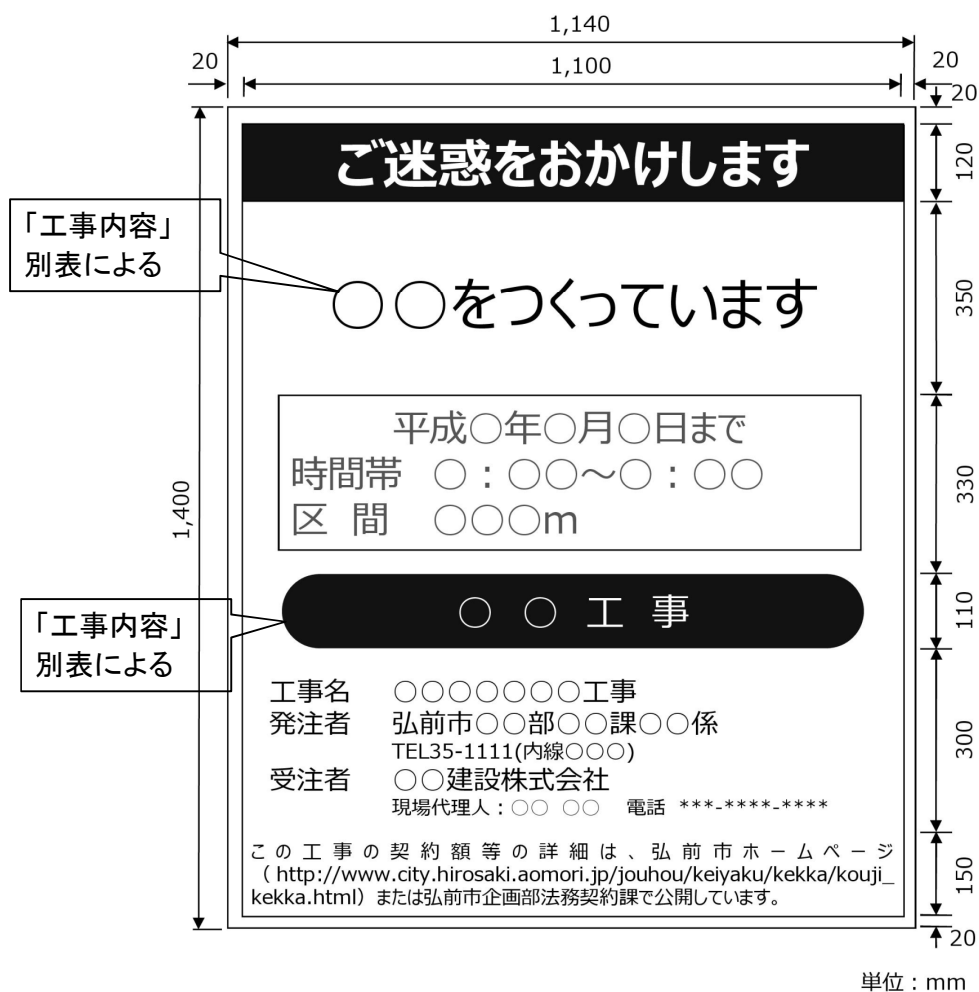 1,140
20
1,100
20
20
ご迷惑をおかけします
120
「工事内容」
別表による
○○をつくっています
350
平成○年○月○日まで
時間帯 ○：○○～○：○○
区 間 ○○○m
330
1,400
○ ○ 工 事
110
「工事内容」
別表による
工事名 ○○○○○○○工事
発注者 弘前市○○部○○課○○係
TEL35-1111(内線○○○)
受注者 ○○建設株式会社
現場代理人：○○ ○○ 電話 ***-****-****
300
この工事の契約額等の詳細は、弘前市ホームページ
（http://www.city.hirosaki.aomori.jp/jouhou/keiyaku/kekka/kouji_
kekka.html）または弘前市企画部法務契約課で公開しています。
150
20
単位：mm